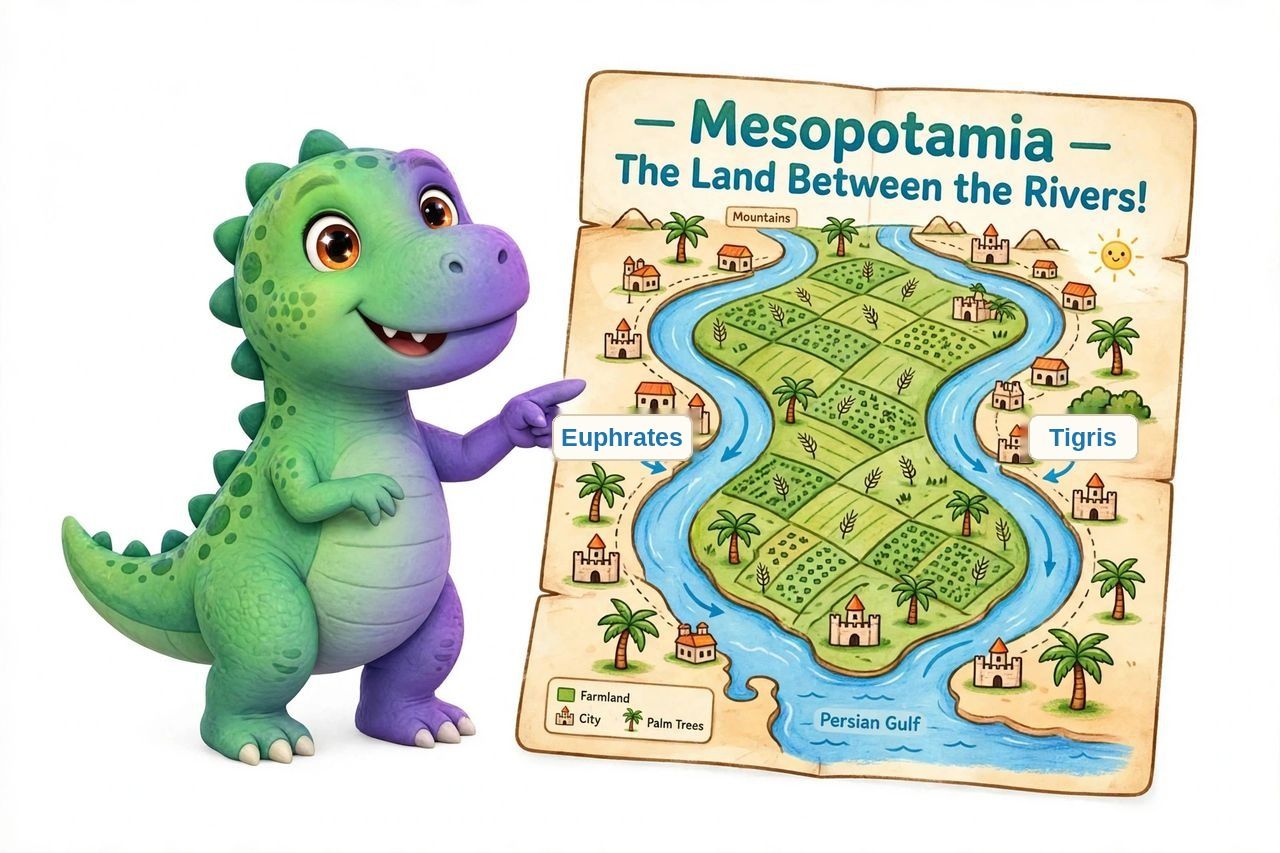 — Mesopotamia —
The Land Between the Rivers!
Mountains
Euphrates
Tigris
Persian Gulf
Farmland
City
Palm Trees